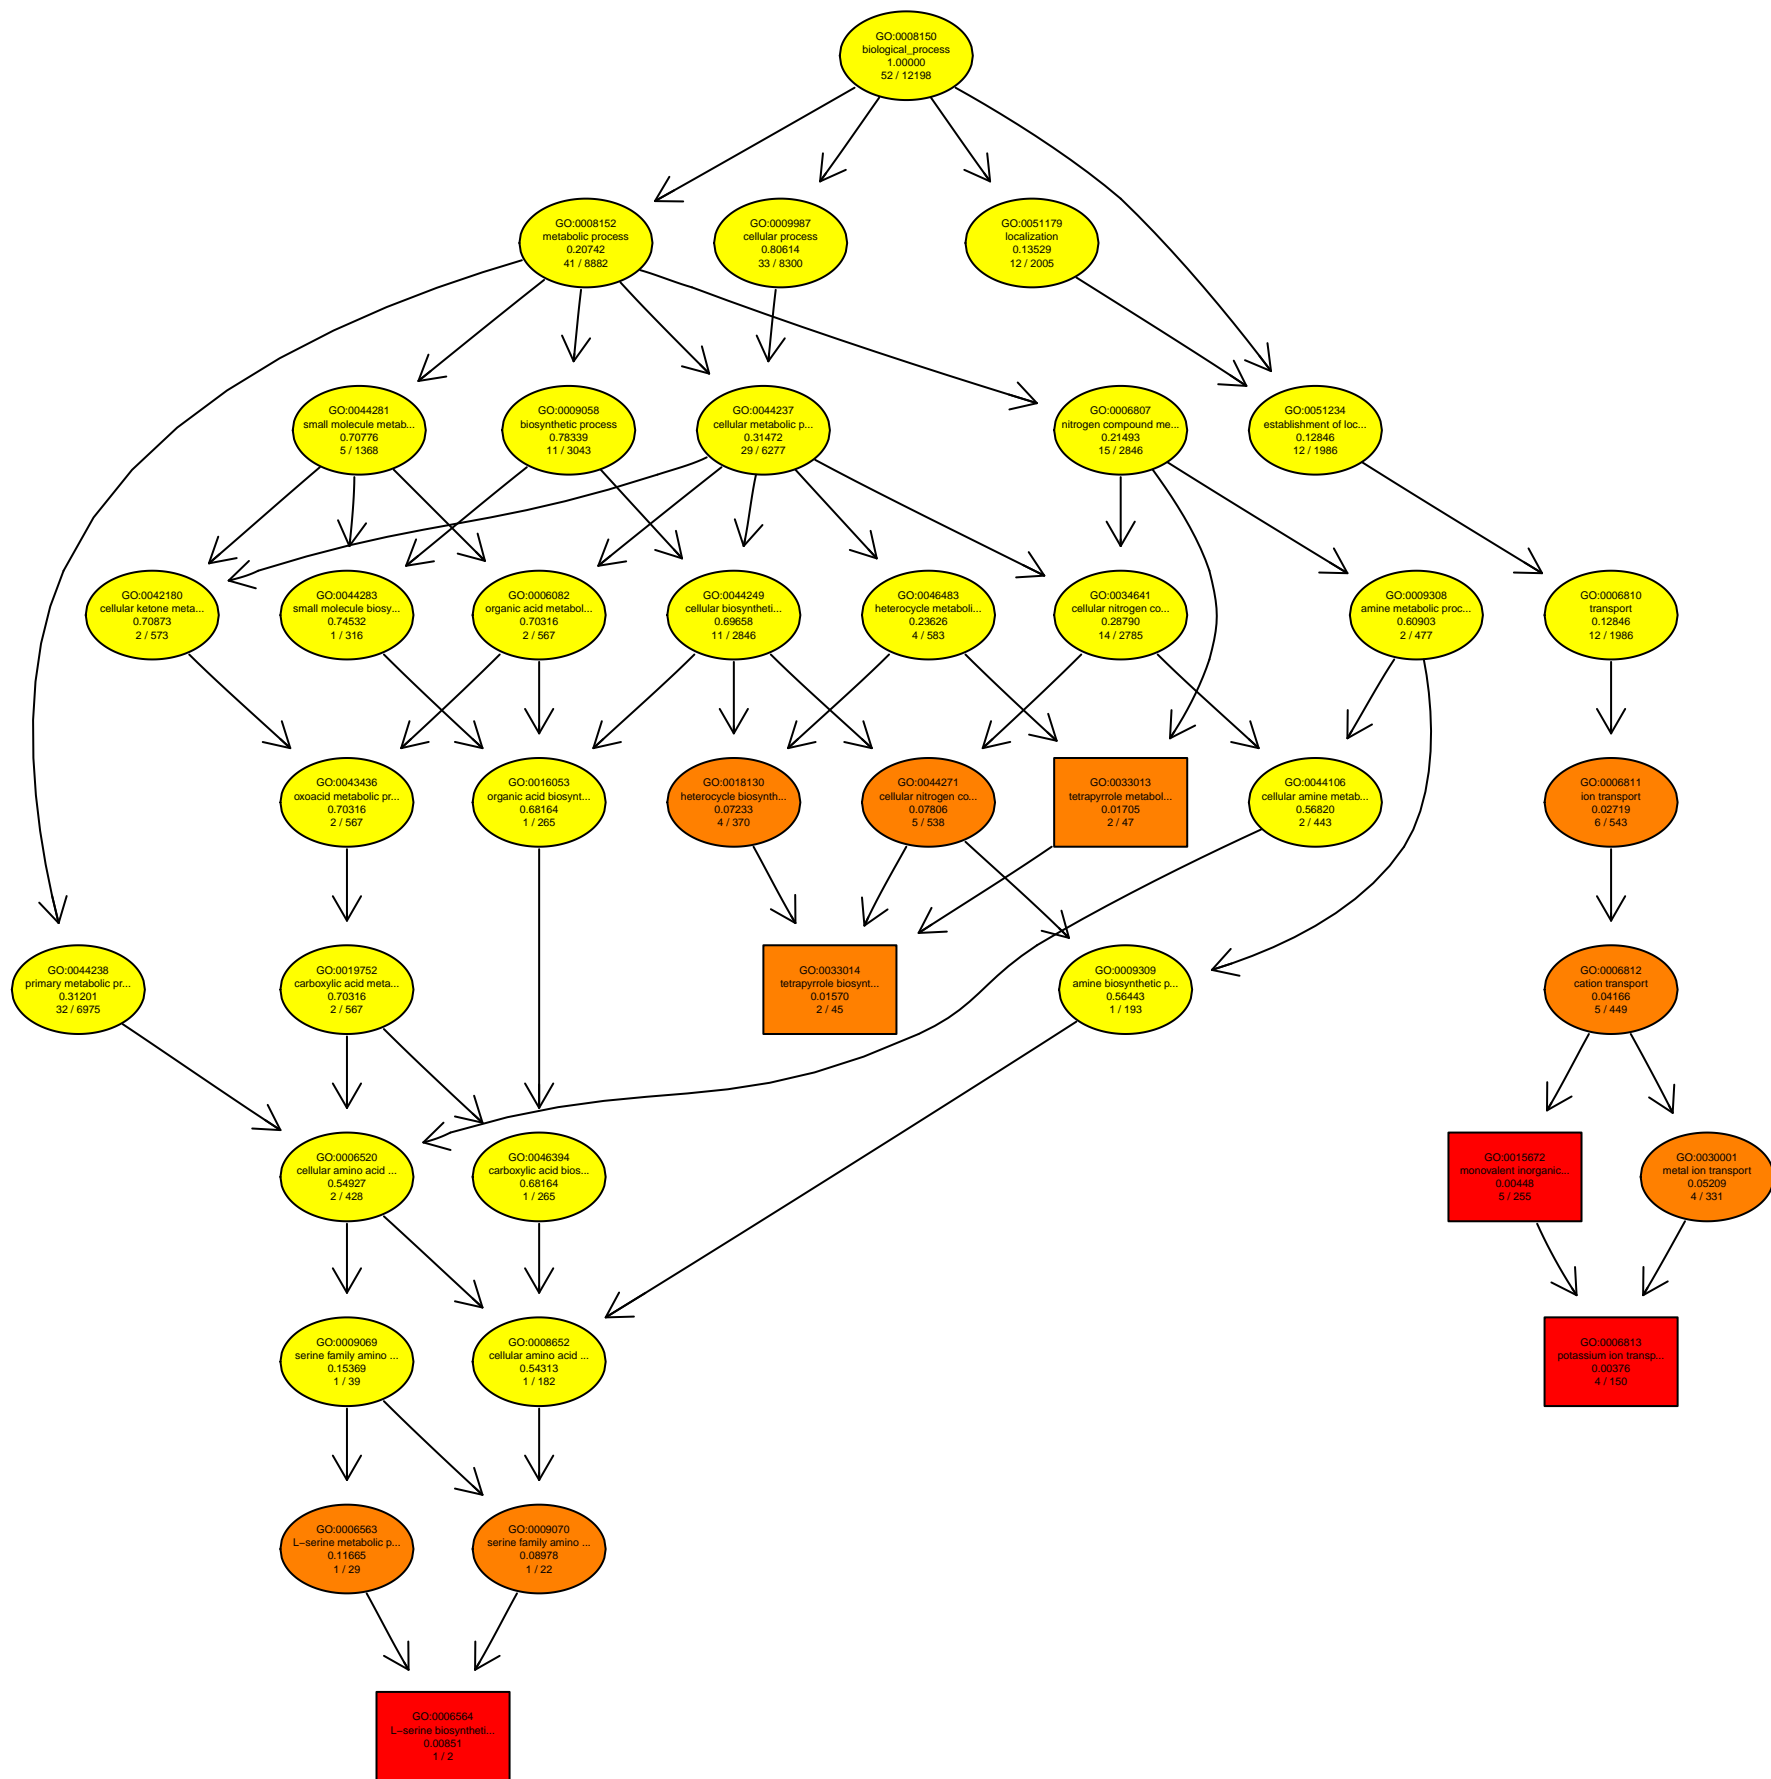 GO:0008150
biological_process
1.00000
52 / 12198
GO:0008152
metabolic process
0.20742
41 / 8882
GO:0009987
cellular process
0.80614
33 / 8300
GO:0051179
localization
0.13529
12 / 2005
GO:0044281
small molecule metab...
0.70776
5 / 1368
GO:0009058
biosynthetic process
0.78339
11 / 3043
GO:0044237
cellular metabolic p...
0.31472
29 / 6277
GO:0006807
nitrogen compound me...
0.21493
15 / 2846
GO:0051234
establishment of loc...
0.12846
12 / 1986
GO:0042180
cellular ketone meta...
0.70873
2 / 573
GO:0044283
small molecule biosy...
0.74532
1 / 316
GO:0006082
organic acid metabol...
0.70316
2 / 567
GO:0044249
cellular biosyntheti...
0.69658
11 / 2846
GO:0046483
heterocycle metaboli...
0.23626
4 / 583
GO:0034641
cellular nitrogen co...
0.28790
14 / 2785
GO:0009308
amine metabolic proc...
0.60903
2 / 477
GO:0006810
transport
0.12846
12 / 1986
GO:0043436
oxoacid metabolic pr...
0.70316
2 / 567
GO:0016053
organic acid biosynt...
0.68164
1 / 265
GO:0018130
heterocycle biosynth...
0.07233
4 / 370
GO:0044271
cellular nitrogen co...
0.07806
5 / 538
GO:0033013
tetrapyrrole metabol...
0.01705
2 / 47
GO:0044106
cellular amine metab...
0.56820
2 / 443
GO:0006811
ion transport
0.02719
6 / 543
GO:0044238
primary metabolic pr...
0.31201
32 / 6975
GO:0019752
carboxylic acid meta...
0.70316
2 / 567
GO:0033014
tetrapyrrole biosynt...
0.01570
2 / 45
GO:0009309
amine biosynthetic p...
0.56443
1 / 193
GO:0006812
cation transport
0.04166
5 / 449
GO:0006520
cellular amino acid ...
0.54927
2 / 428
GO:0046394
carboxylic acid bios...
0.68164
1 / 265
GO:0015672
monovalent inorganic...
0.00448
5 / 255
GO:0030001
metal ion transport
0.05209
4 / 331
GO:0009069
serine family amino ...
0.15369
1 / 39
GO:0008652
cellular amino acid ...
0.54313
1 / 182
GO:0006813
potassium ion transp...
0.00376
4 / 150
GO:0006563
L−serine metabolic p...
0.11665
1 / 29
GO:0009070
serine family amino ...
0.08978
1 / 22
GO:0006564
L−serine biosyntheti...
0.00851
1 / 2